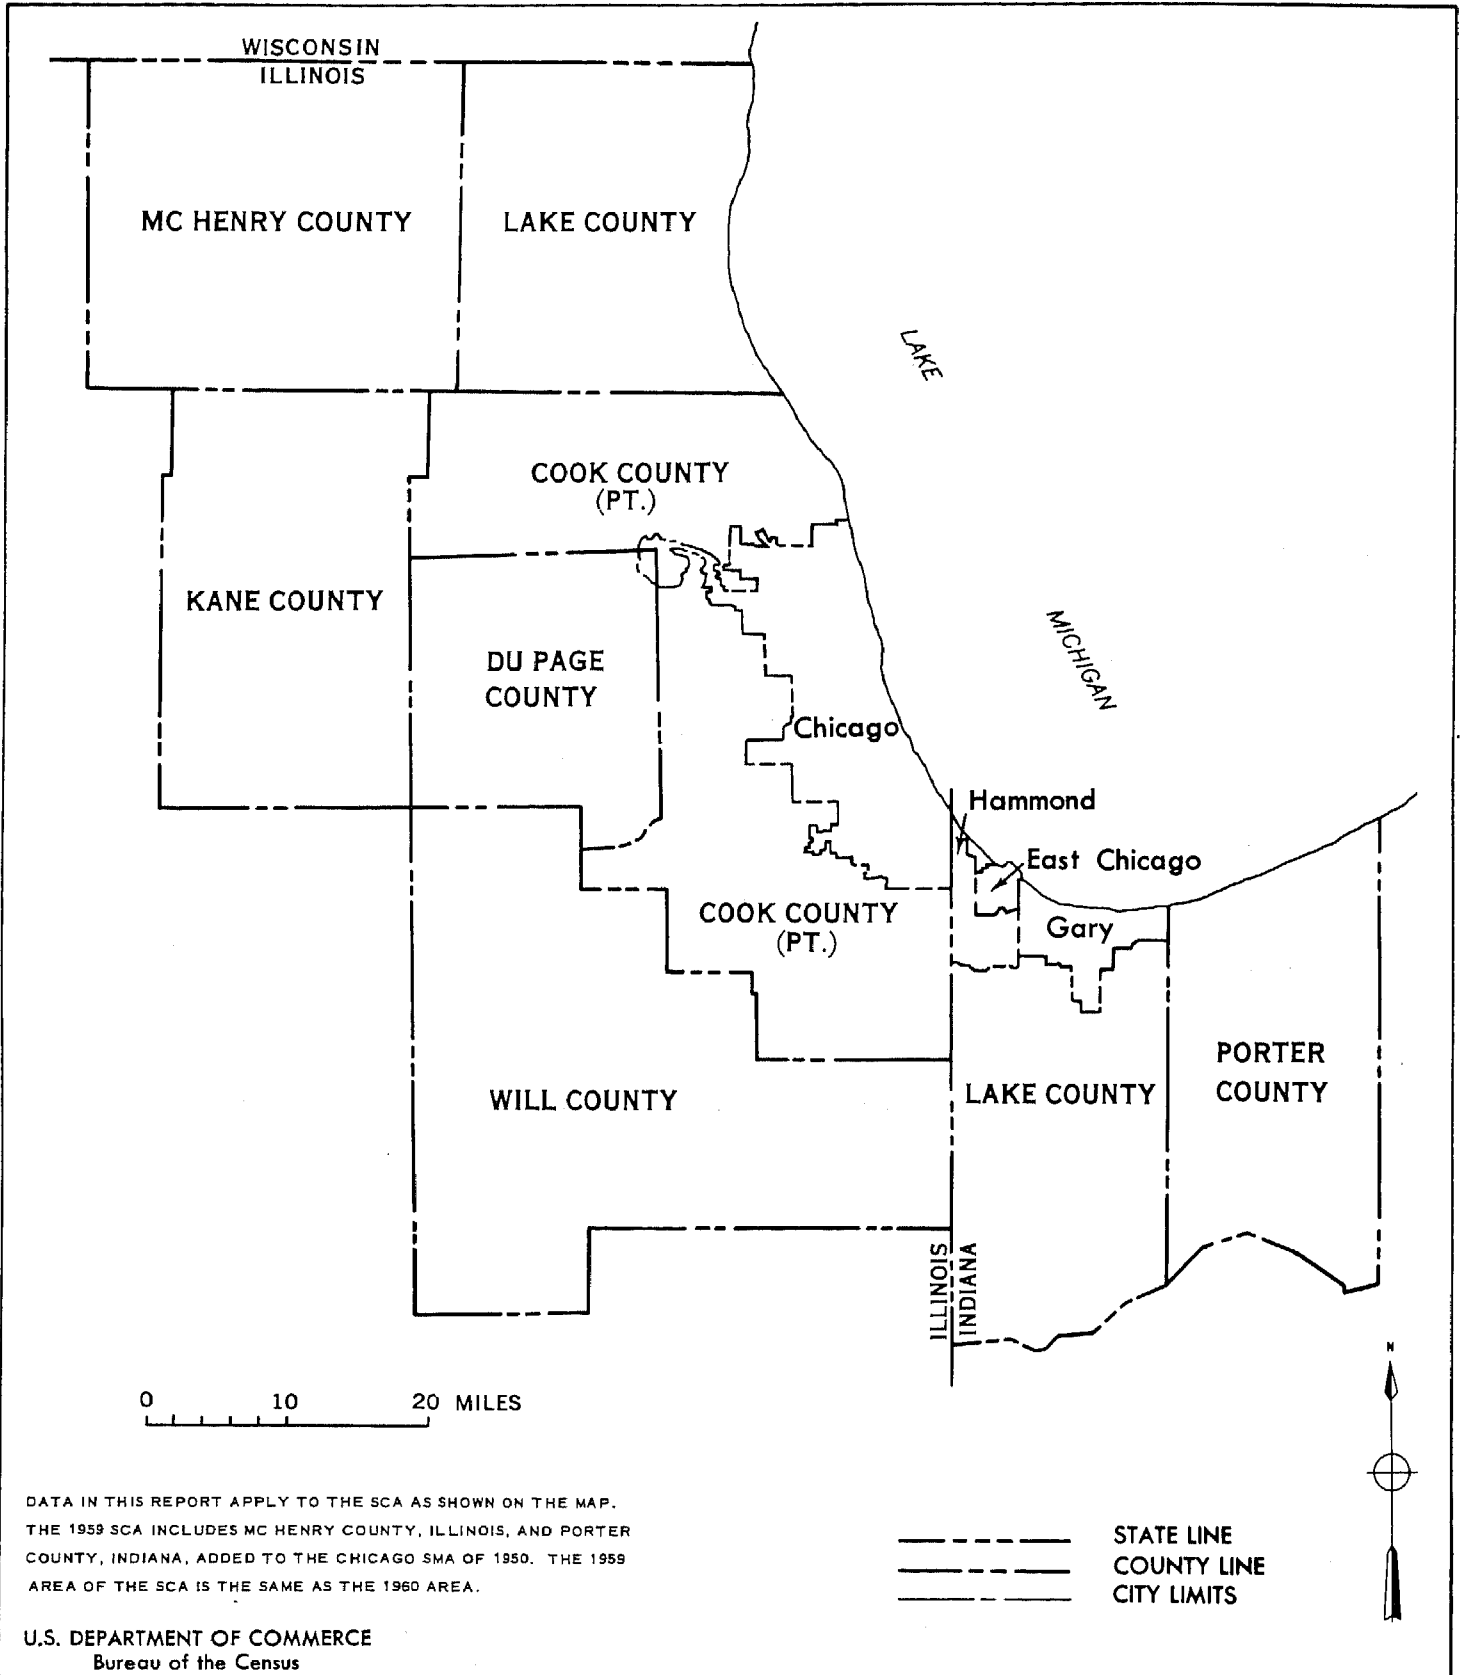 WISCONSIN
ILLINOIS
MC HENRY COUNTY
LAKE COUNTY
LAKE
COOK COUNTY
(PT.)
KANE COUNTY
MICHIGAN
DU PAGE
COUNTY
Chicago
Hammond
East Chicago
COOK COUNTY
(PT.)
Gary
PORTER
COUNTY
WILL COUNTY
LAKE COUNTY
ILLINOIS
INDIANA
N
0 10 20 MILES
DATA IN THIS REPORT APPLY TO THE SCA AS SHOWN ON THE MAP.
THE 1959 SCA INCLUDES MC HENRY COUNTY, ILLINOIS, AND PORTER
COUNTY, INDIANA, ADDED TO THE CHICAGO SMA OF 1950. THE 1959
AREA OF THE SCA IS THE SAME AS THE 1960 AREA.
STATE LINE
COUNTY LINE
CITY LIMITS
U.S. DEPARTMENT OF COMMERCE
Bureau of the Census